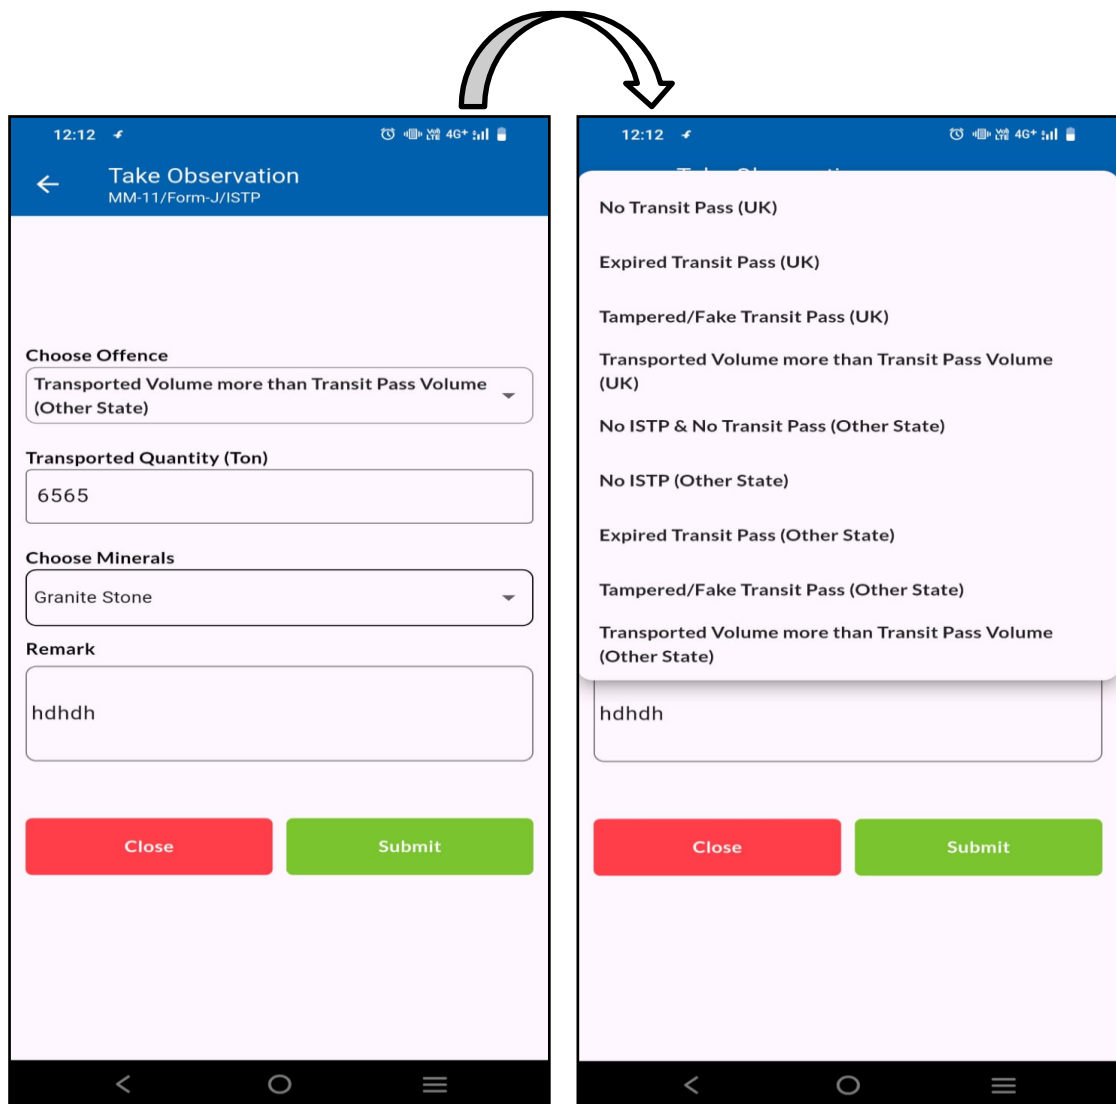 12:12
4G+
Take Observation
MM-11/Form-J/ISTP
Choose Offence
Transported Volume more than Transit Pass Volume
(Other State)
Transported Quantity (Ton)
6565
Choose Minerals
Granite Stone
Remark
hdhdh
Close
Submit
12:12
4G+
No Transit Pass (UK)
Expired Transit Pass (UK)
Tampered/Fake Transit Pass (UK)
Transported Volume more than Transit Pass Volume
(UK)
No ISTP & No Transit Pass (Other State)
No ISTP (Other State)
Expired Transit Pass (Other State)
Tampered/Fake Transit Pass (Other State)
Transported Volume more than Transit Pass Volume
(Other State)
hdhdh
Close
Submit